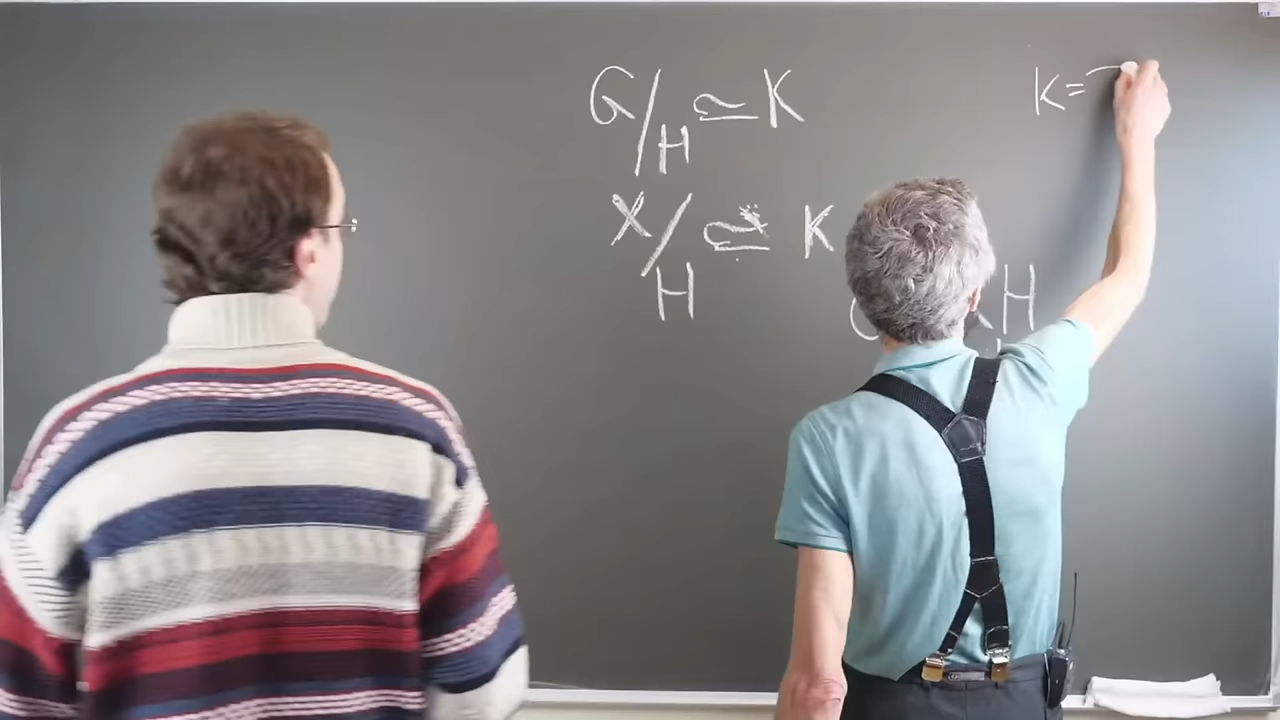 G/H ≃ K
K=
X/H ≃ K
H